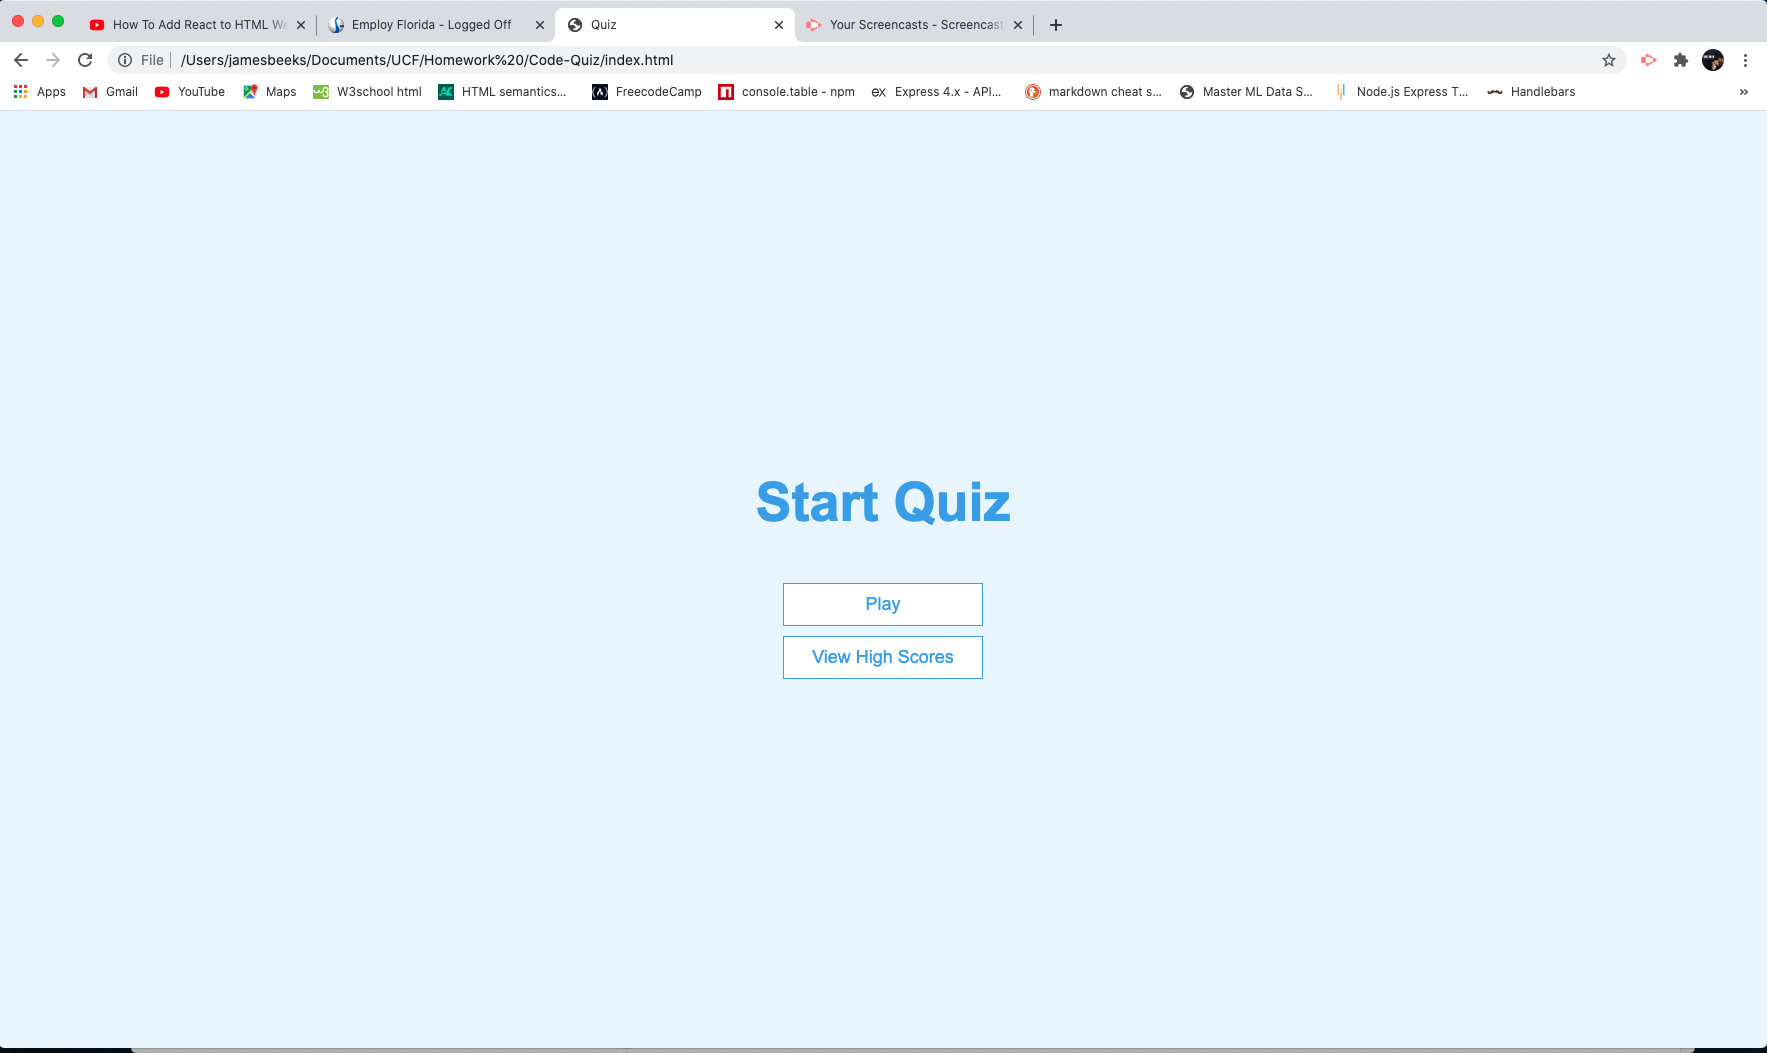 How To Add React to HTML We
Employ Florida - Logged Off
Quiz
Your Screencasts - Screencast
File /Users/jamesbeeks/Documents/UCF/Homework%20/Code-Quiz/index.html
Apps Gmail YouTube Maps W3school html HTML semantics... FreecodeCamp console.table - npm Express 4.x - API... markdown cheat s... Master ML Data S... Node.js Express T... Handlebars »
Start Quiz
Play
View High Scores